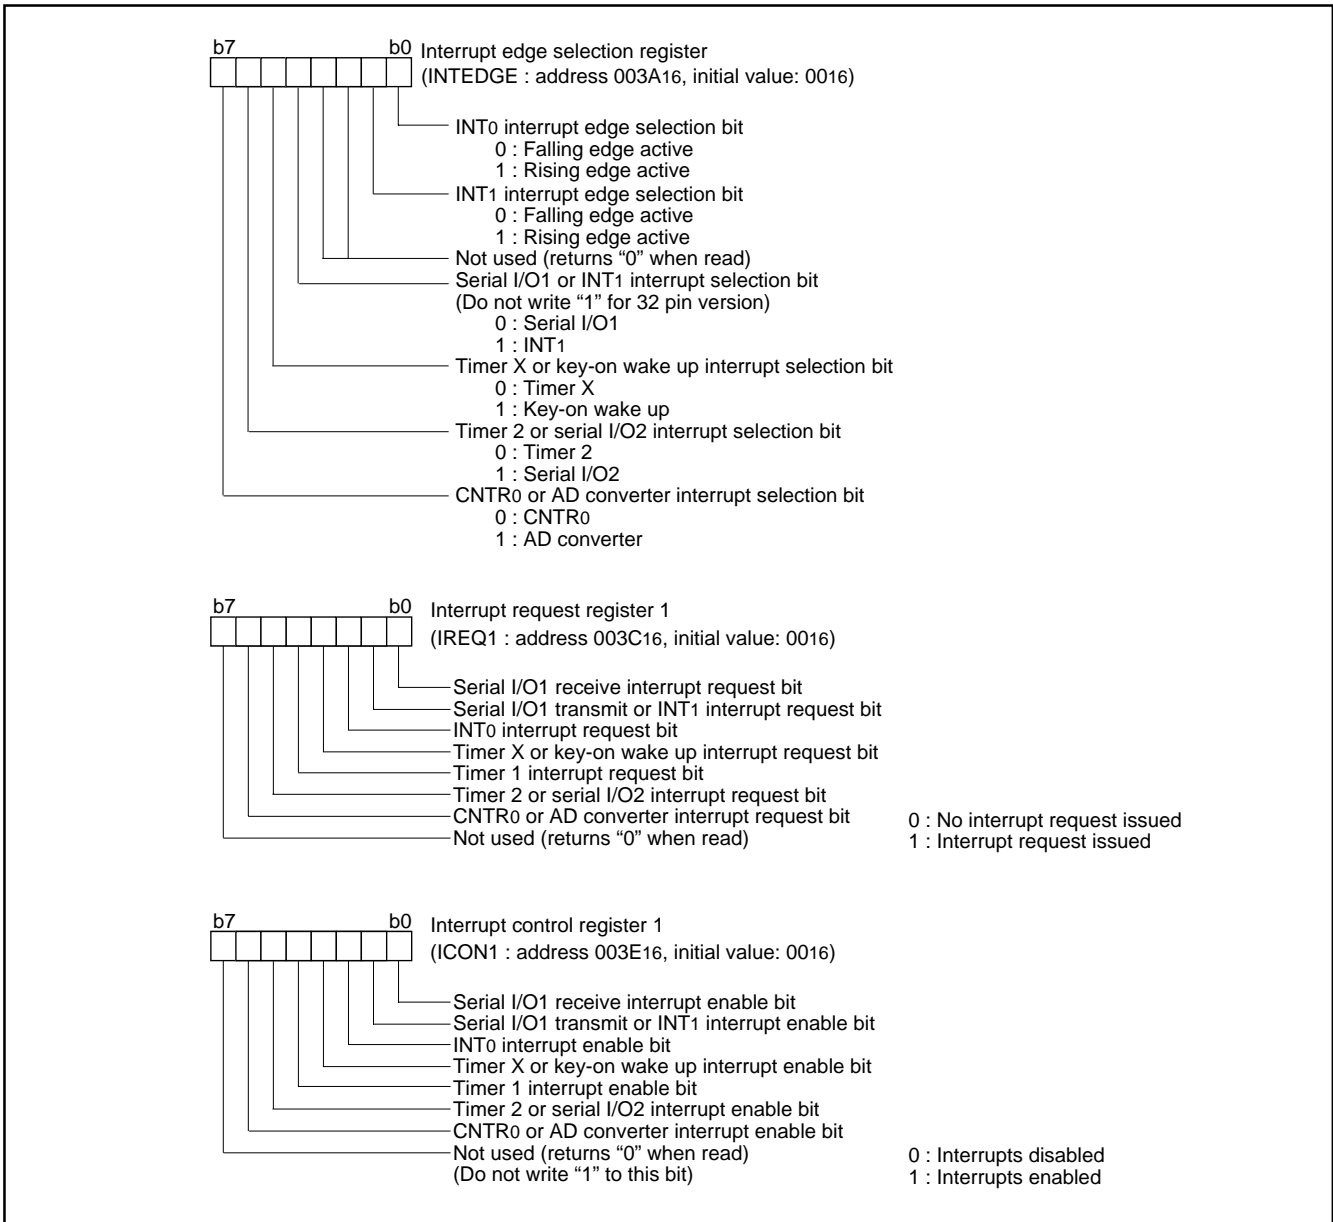 b7 b0 Interrupt edge selection register
(INTEDGE : address 003A16, initial value: 0016)
INT0 interrupt edge selection bit
0 : Falling edge active
1 : Rising edge active
INT1 interrupt edge selection bit
0 : Falling edge active
1 : Rising edge active
Not used (returns “0” when read)
Serial I/O1 or INT1 interrupt selection bit
(Do not write “1” for 32 pin version)
0 : Serial I/O1
1 : INT1
Timer X or key-on wake up interrupt selection bit
0 : Timer X
1 : Key-on wake up
Timer 2 or serial I/O2 interrupt selection bit
0 : Timer 2
1 : Serial I/O2
CNTR0 or AD converter interrupt selection bit
0 : CNTR0
1 : AD converter
b7 b0 Interrupt request register 1
(IREQ1 : address 003C16, initial value: 0016)
Serial I/O1 receive interrupt request bit
Serial I/O1 transmit or INT1 interrupt request bit
INT0 interrupt request bit
Timer X or key-on wake up interrupt request bit
Timer 1 interrupt request bit
Timer 2 or serial I/O2 interrupt request bit
CNTR0 or AD converter interrupt request bit
Not used (returns “0” when read)
0 : No interrupt request issued
1 : Interrupt request issued
b7 b0 Interrupt control register 1
(ICON1 : address 003E16, initial value: 0016)
Serial I/O1 receive interrupt enable bit
Serial I/O1 transmit or INT1 interrupt enable bit
INT0 interrupt enable bit
Timer X or key-on wake up interrupt enable bit
Timer 1 interrupt enable bit
Timer 2 or serial I/O2 interrupt enable bit
CNTR0 or AD converter interrupt enable bit
Not used (returns “0” when read)
(Do not write “1” to this bit)
0 : Interrupts disabled
1 : Interrupts enabled